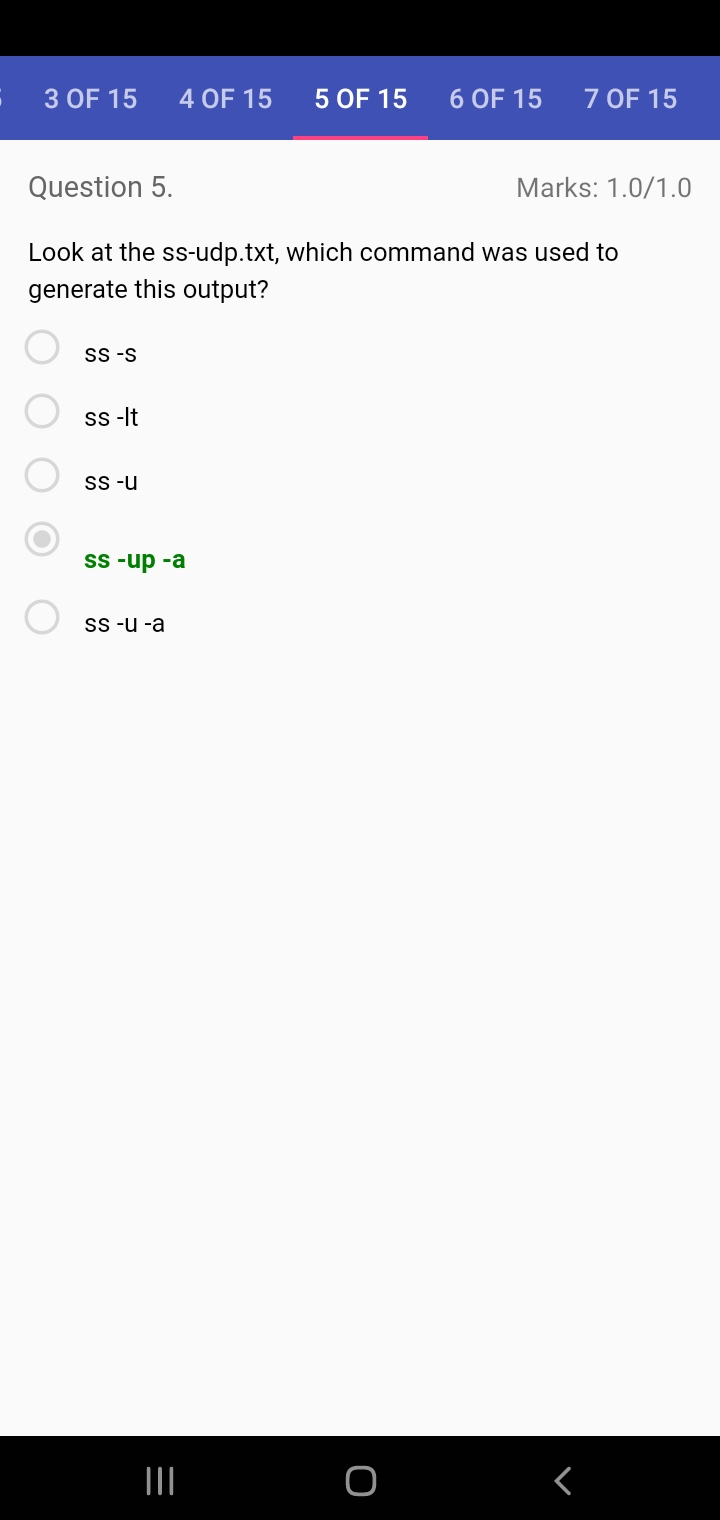 3 OF 15 4 OF 15 5 OF 15 6 OF 15 7 OF 15
Question 5. Marks: 1.0/1.0
Look at the ss-udp.txt, which command was used to
generate this output?
ss -s
ss -lt
ss -u
ss -up -a
ss -u -a